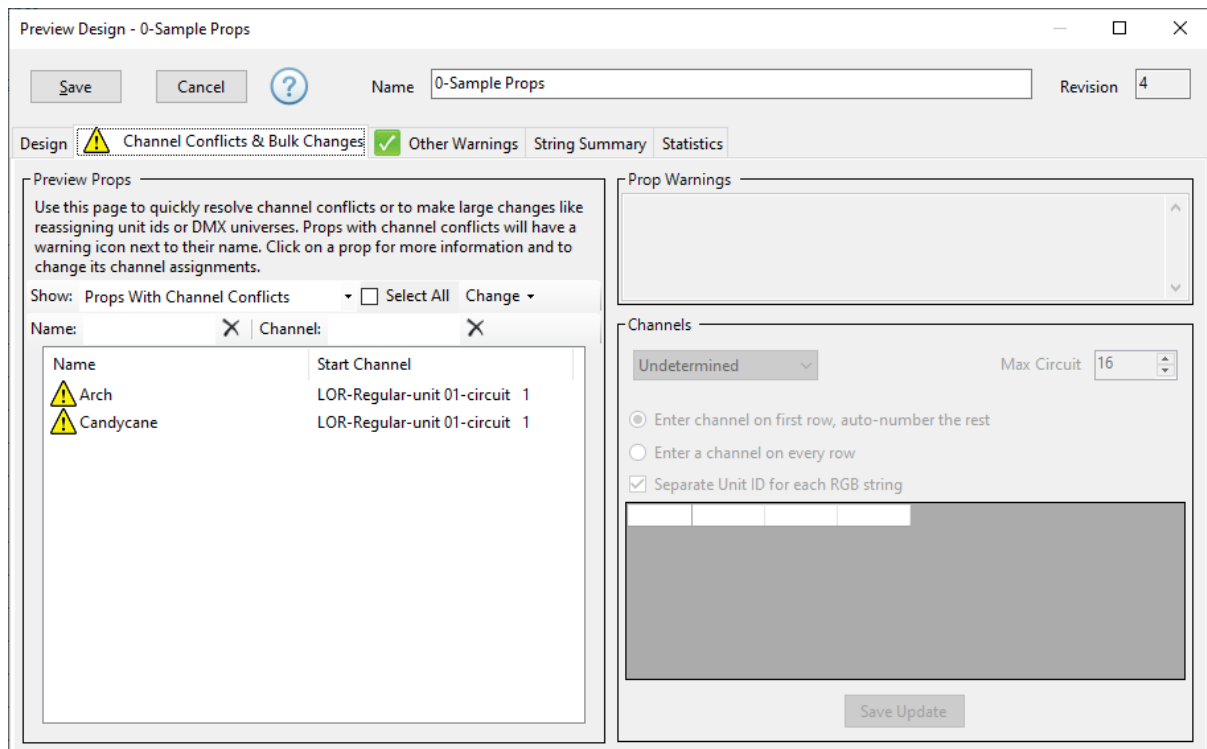 Preview Design - 0-Sample Props
Save Cancel ? Name 0-Sample Props Revision 4
Design Channel Conflicts & Bulk Changes Other Warnings String Summary Statistics
Preview Props
Use this page to quickly resolve channel conflicts or to make large changes like
reassigning unit ids or DMX universes. Props with channel conflicts will have a
warning icon next to their name. Click on a prop for more information and to
change its channel assignments.
Show: Props With Channel Conflicts Select All Change
Name: Channel:
Name Start Channel
Arch LOR-Regular-unit 01-circuit 1
Candycane LOR-Regular-unit 01-circuit 1
Prop Warnings
Channels
Undetermined Max Circuit 16
Enter channel on first row, auto-number the rest
Enter a channel on every row
Separate Unit ID for each RGB string
Save Update